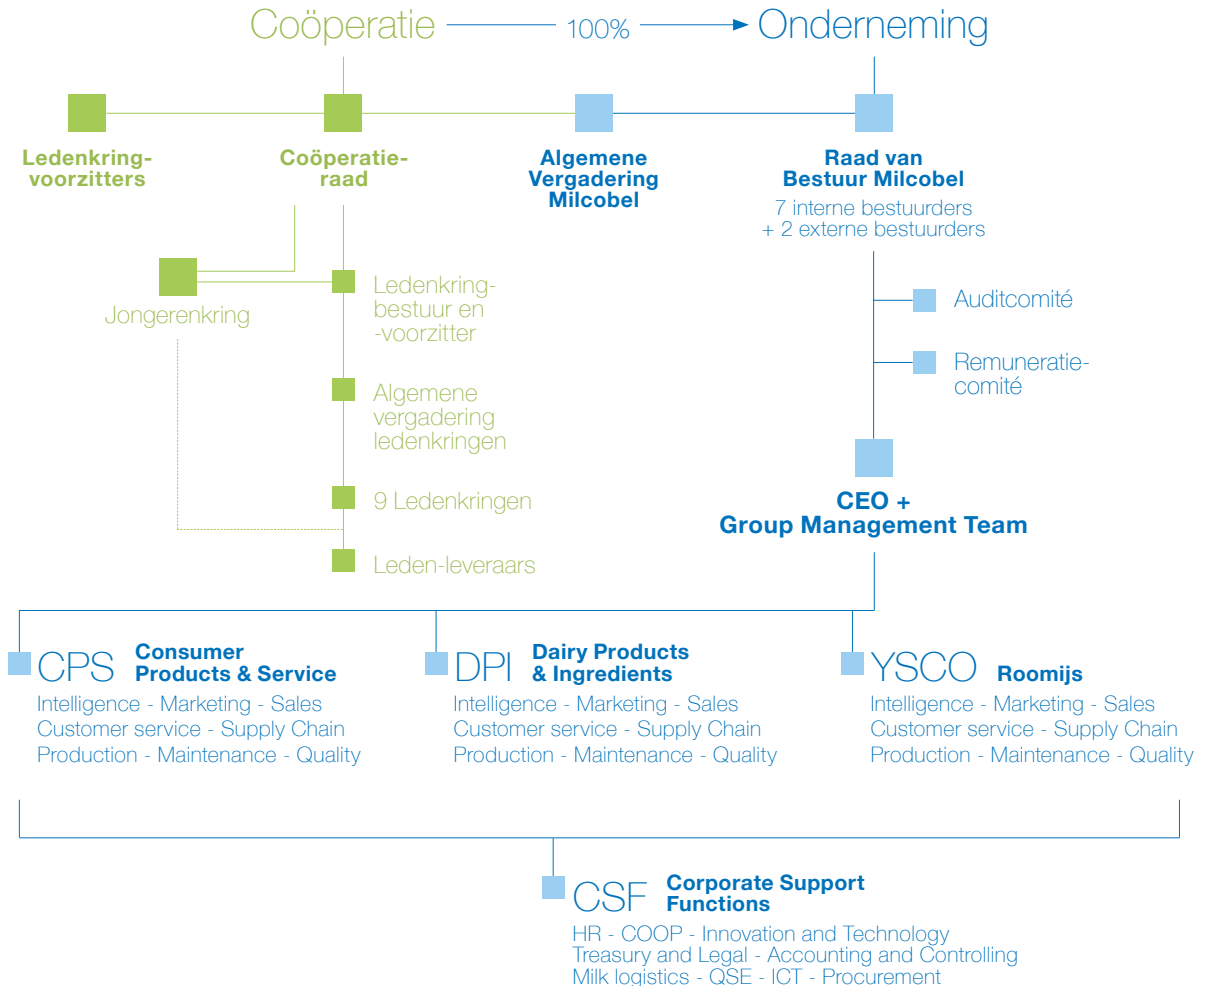 Coöperatie
100%
Onderneming
Ledenkring-
voorzitters
Coöperatie-
raad
Algemene
Vergadering
Milcobel
Raad van
Bestuur Milcobel
7 interne bestuurders
+ 2 externe bestuurders
Jongerenkring
Ledenkring-
bestuur en
-voorzitter
Algemene
vergadering
ledenkringen
9 Ledenkringen
Leden-leveraars
Auditcomité
Remuneratie-
comité
CEO +
Group Management Team
CPS
Consumer
Products & Service
Intelligence - Marketing - Sales
Customer service - Supply Chain
Production - Maintenance - Quality
DPI
Dairy Products
& Ingredients
Intelligence - Marketing - Sales
Customer service - Supply Chain
Production - Maintenance - Quality
YSCO
Roomijs
Intelligence - Marketing - Sales
Customer service - Supply Chain
Production - Maintenance - Quality
CSF
Corporate Support
Functions
HR - COOP - Innovation and Technology
Treasury and Legal - Accounting and Controlling
Milk logistics - QSE - ICT - Procurement